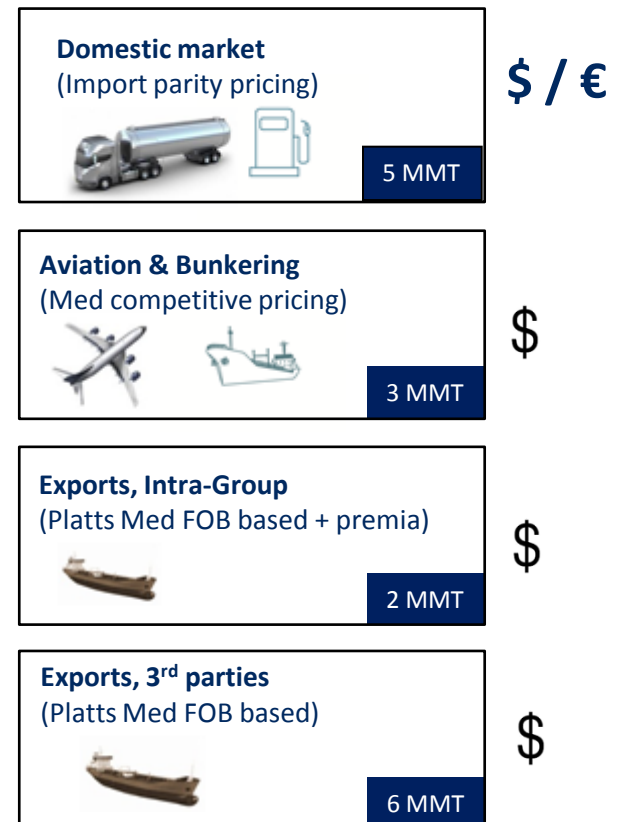 Domestic market
(Import parity pricing)
$ / €
5 MMT
Aviation & Bunkering
(Med competitive pricing)
$
3 MMT
Exports, Intra-Group
(Platts Med FOB based + premia)
$
2 MMT
Exports, 3rd parties
(Platts Med FOB based)
$
6 MMT